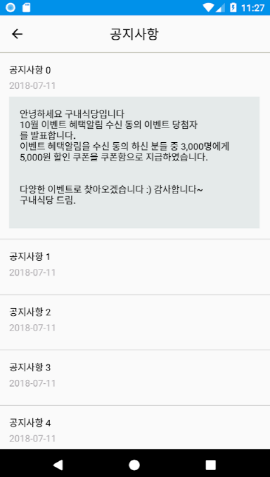 11:27
공지사항
공지사항 0
2018-07-11
안녕하세요 구내식당입니다
10월 이벤트 혜택알림 수신 동의 이벤트 당첨자
를 발표합니다.
이벤트 혜택알림을 수신 동의 하신 분들 중 3,000명에게
5,000원 할인 쿠폰을 쿠폰함으로 지급하였습니다.
다양한 이벤트로 찾아오겠습니다 :) 감사합니다~
구내식당 드림.
공지사항 1
2018-07-11
공지사항 2
2018-07-11
공지사항 3
2018-07-11
공지사항 4
2018-07-11